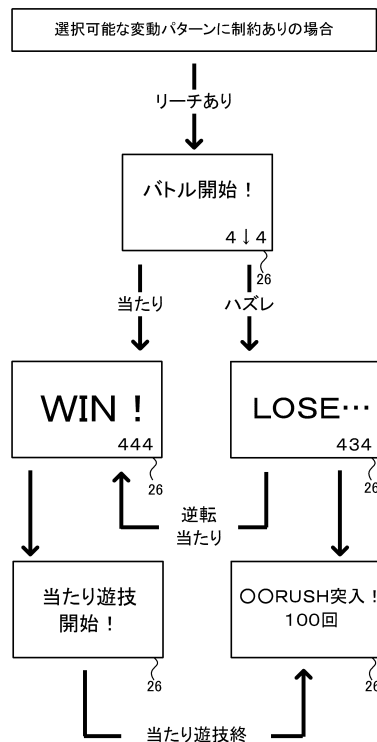 選択可能な変動パターンに制約ありの場合
リーチあり
バトル開始！
4↓4
26
当たり
ハズレ
WIN！
444
26
LOSE…
434
26
逆転
当たり
当たり遊技
開始！
26
〇〇RUSH突入！
100回
26
当たり遊技終